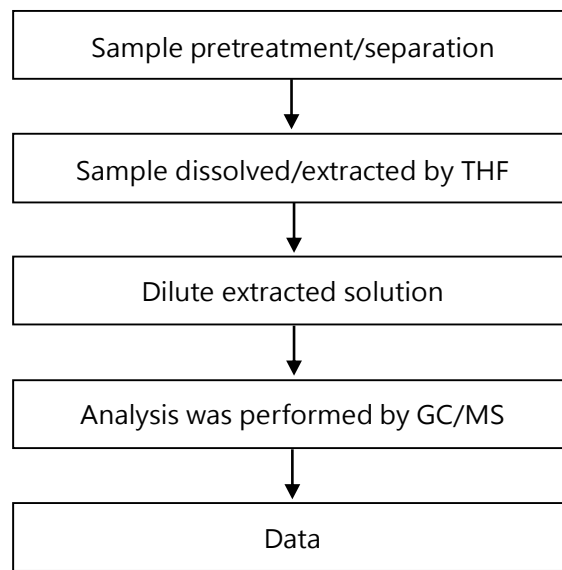 Sample pretreatment/separation
Sample dissolved/extracted by THF
Dilute extracted solution
Analysis was performed by GC/MS
Data